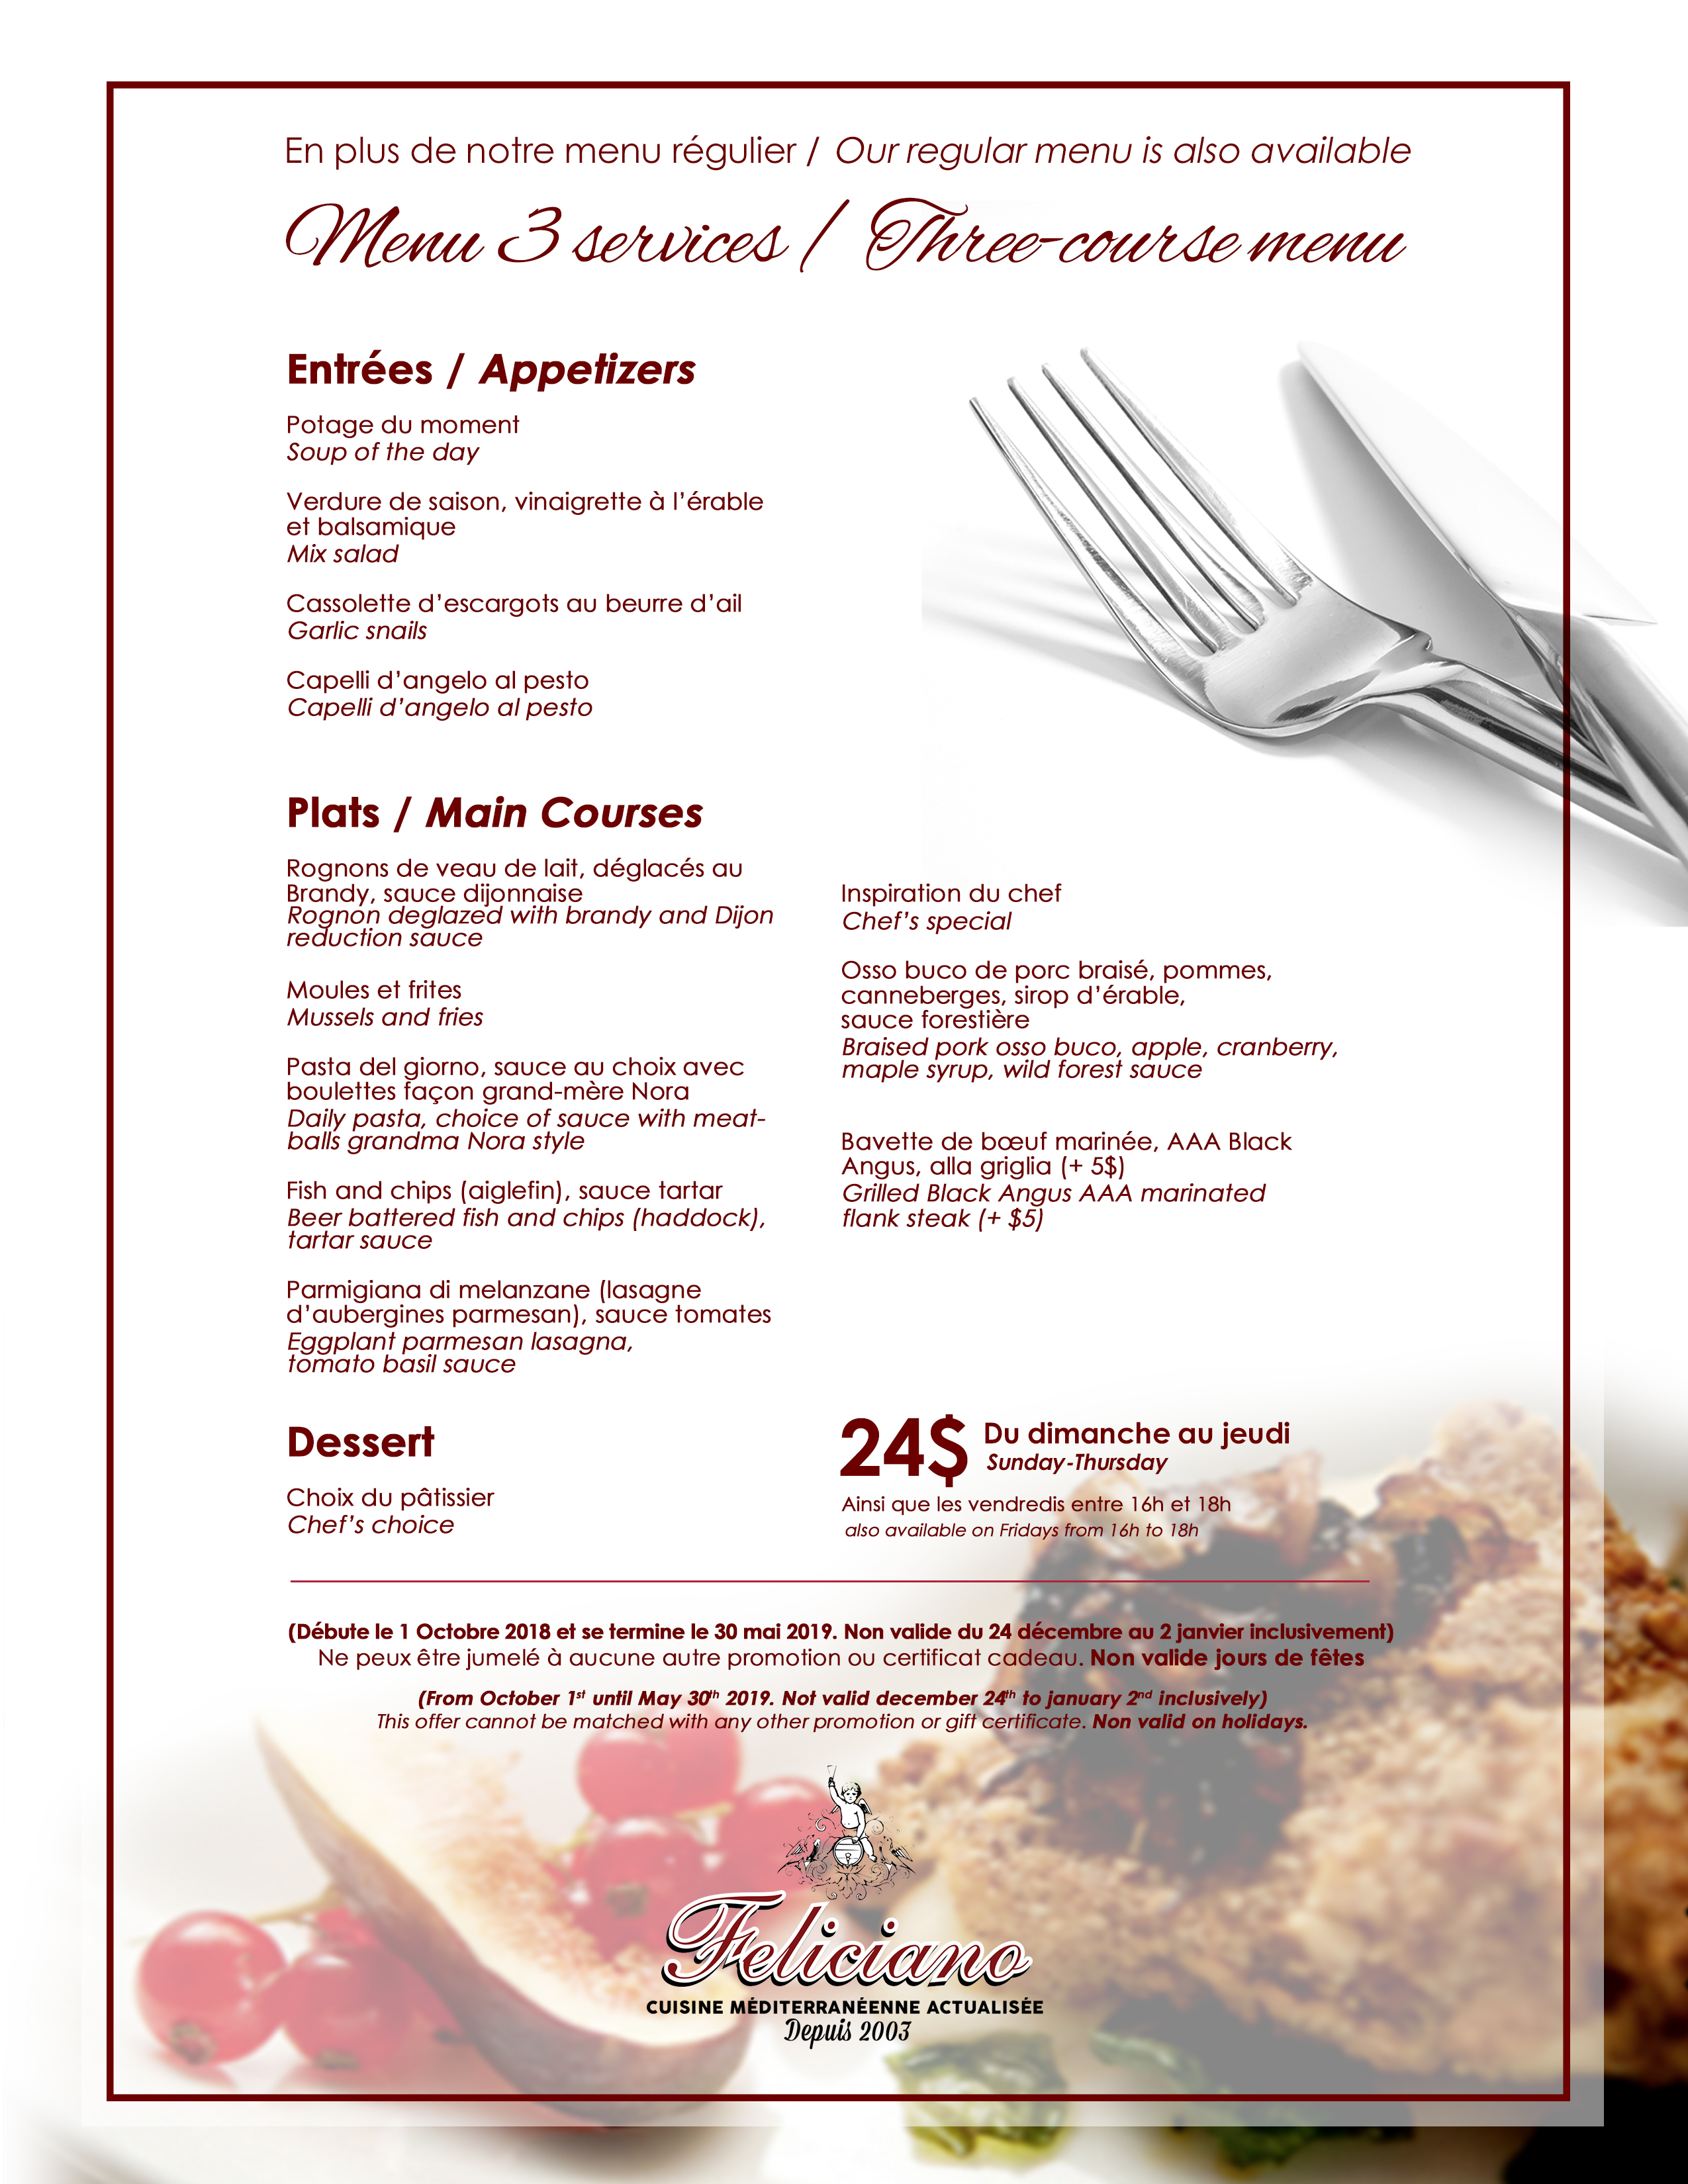 En plus de notre menu régulier / Our regular menu is also available
Menu 3 services / Three-course menu
Entrées / Appetizers
Potage du moment
Soup of the day
Verdure de saison, vinaigrette à l’érable
et balsamique
Mix salad
Cassolette d’escargots au beurre d’ail
Garlic snails
Capelli d’angelo al pesto
Capelli d’angelo al pesto
Plats / Main Courses
Rognons de veau de lait, déglacés au
Brandy, sauce dijonnaise
Rognon deglazed with brandy and Dijon
reduction sauce
Moules et frites
Mussels and fries
Pasta del giorno, sauce au choix avec
boulettes façon grand-mère Nora
Daily pasta, choice of sauce with meat-
balls grandma Nora style
Fish and chips (aiglefin), sauce tartar
Beer battered fish and chips (haddock),
tartar sauce
Parmigiana di melanzane (lasagne
d’aubergines parmesan), sauce tomates
Eggplant parmesan lasagna,
tomato basil sauce
Inspiration du chef
Chef’s special
Osso buco de porc braisé, pommes,
canneberges, sirop d’érable,
sauce forestière
Braised pork osso buco, apple, cranberry,
maple syrup, wild forest sauce
Bavette de bœuf marinée, AAA Black
Angus, alla griglia (+ 5$)
Grilled Black Angus AAA marinated
flank steak (+ $5)
Dessert
Choix du pâtissier
Chef’s choice
24$ Du dimanche au jeudi
Sunday-Thursday
Ainsi que les vendredis entre 16h et 18h
also available on Fridays from 16h to 18h
(Débute le 1 Octobre 2018 et se termine le 30 mai 2019. Non valide du 24 décembre au 2 janvier inclusivement)
Ne peux être jumelé à aucune autre promotion ou certificat cadeau. Non valide jours de fêtes
(From October 1st until May 30th 2019. Not valid december 24th to january 2nd inclusively)
This offer cannot be matched with any other promotion or gift certificate. Non valid on holidays.
Feliciano
CUISINE MÉDITERRANÉENNE ACTUALISÉE
Depuis 2003